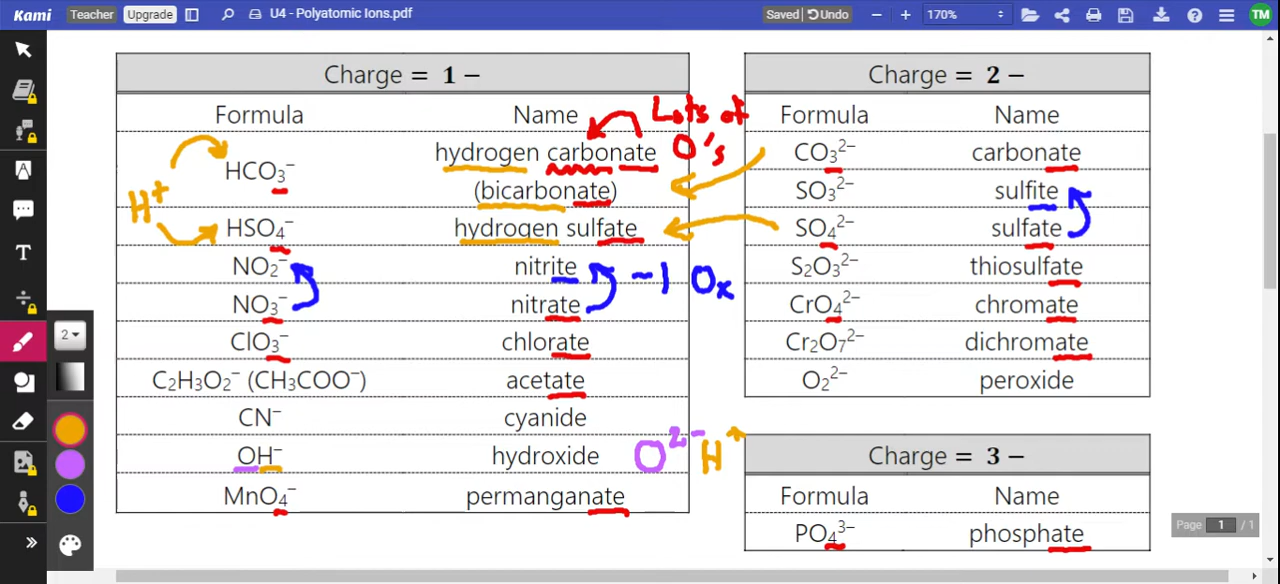 Kami Teacher Upgrade U4 - Polyatomic Ions.pdf Saved Undo 170% TM
Charge = 1 −
Formula Name
HCO₃⁻ hydrogen carbonate
(bicarbonate)
HSO₄⁻ hydrogen sulfate
NO₂⁻ nitrite
NO₃⁻ nitrate
ClO₃⁻ chlorate
C₂H₃O₂⁻ (CH₃COO⁻) acetate
CN⁻ cyanide
OH⁻ hydroxide
MnO₄⁻ permanganate
H⁺
Lots of
O's
−1 Ox
O²⁻ H⁺
Charge = 2 −
Formula Name
CO₃²⁻ carbonate
SO₃²⁻ sulfite
SO₄²⁻ sulfate
S₂O₃²⁻ thiosulfate
CrO₄²⁻ chromate
Cr₂O₇²⁻ dichromate
O₂²⁻ peroxide
Charge = 3 −
Formula Name
PO₄³⁻ phosphate
2
T
Page 1 / 1